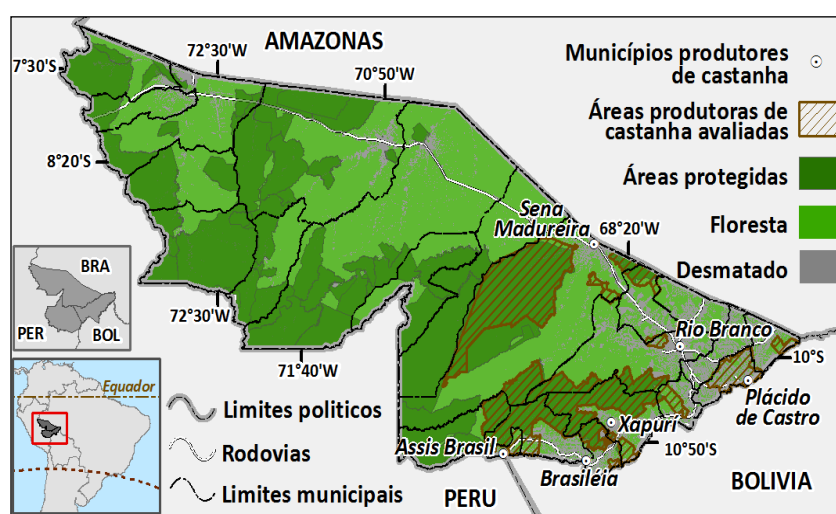 AMAZONAS
72°30'W
7°30'S
70°50'W
8°20'S
Municípios produtores
de castanha
Áreas produtoras de
castanha avaliadas
Áreas protegidas
Floresta
Desmatado
Sena
Madureira
68°20'W
BRA
PER
BOL
72°30'W
71°40'W
Rio Branco
10°S
Plácido
de Castro
Equador
Limites politicos
Rodovias
Limites municipais
Xapurí
Assis Brasil
10°50'S
Brasiléia
PERU
BOLIVIA